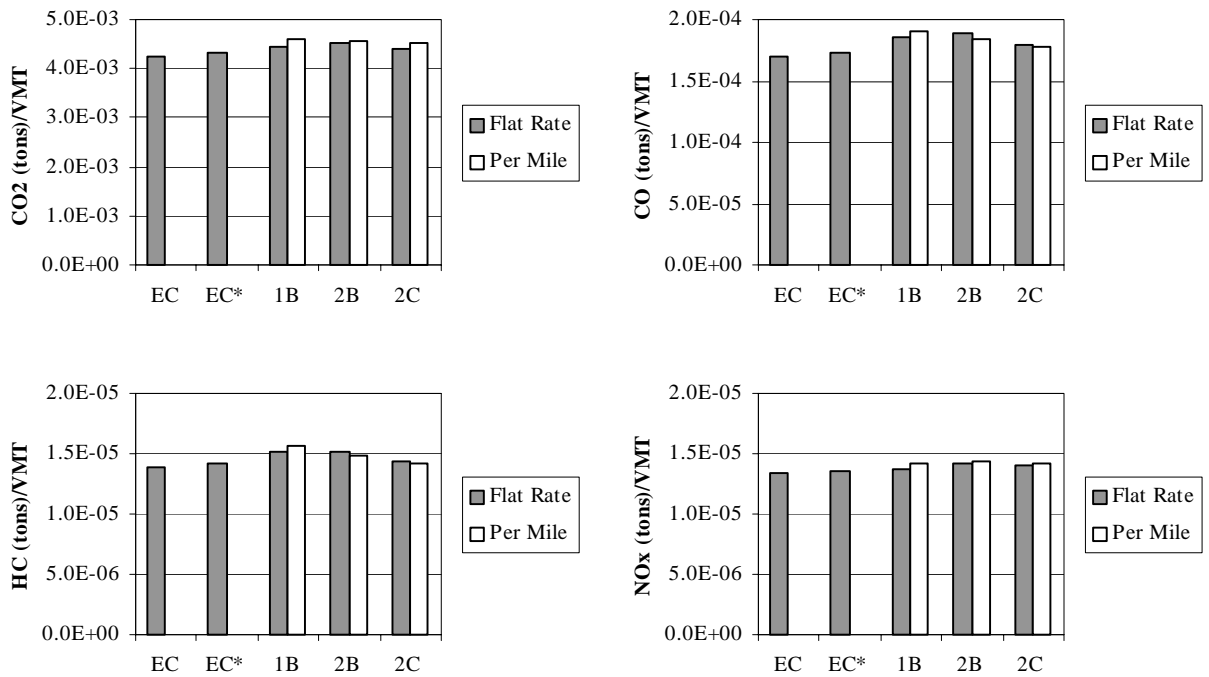 CO2 (tons)/VMT
5.0E-03
4.0E-03
3.0E-03
2.0E-03
1.0E-03
0.0E+00
EC EC* 1B 2B 2C
Flat Rate
Per Mile
CO (tons)/VMT
2.0E-04
1.5E-04
1.0E-04
5.0E-05
0.0E+00
EC EC* 1B 2B 2C
Flat Rate
Per Mile
HC (tons)/VMT
2.0E-05
1.5E-05
1.0E-05
5.0E-06
0.0E+00
EC EC* 1B 2B 2C
Flat Rate
Per Mile
NOx (tons)/VMT
2.0E-05
1.5E-05
1.0E-05
5.0E-06
0.0E+00
EC EC* 1B 2B 2C
Flat Rate
Per Mile